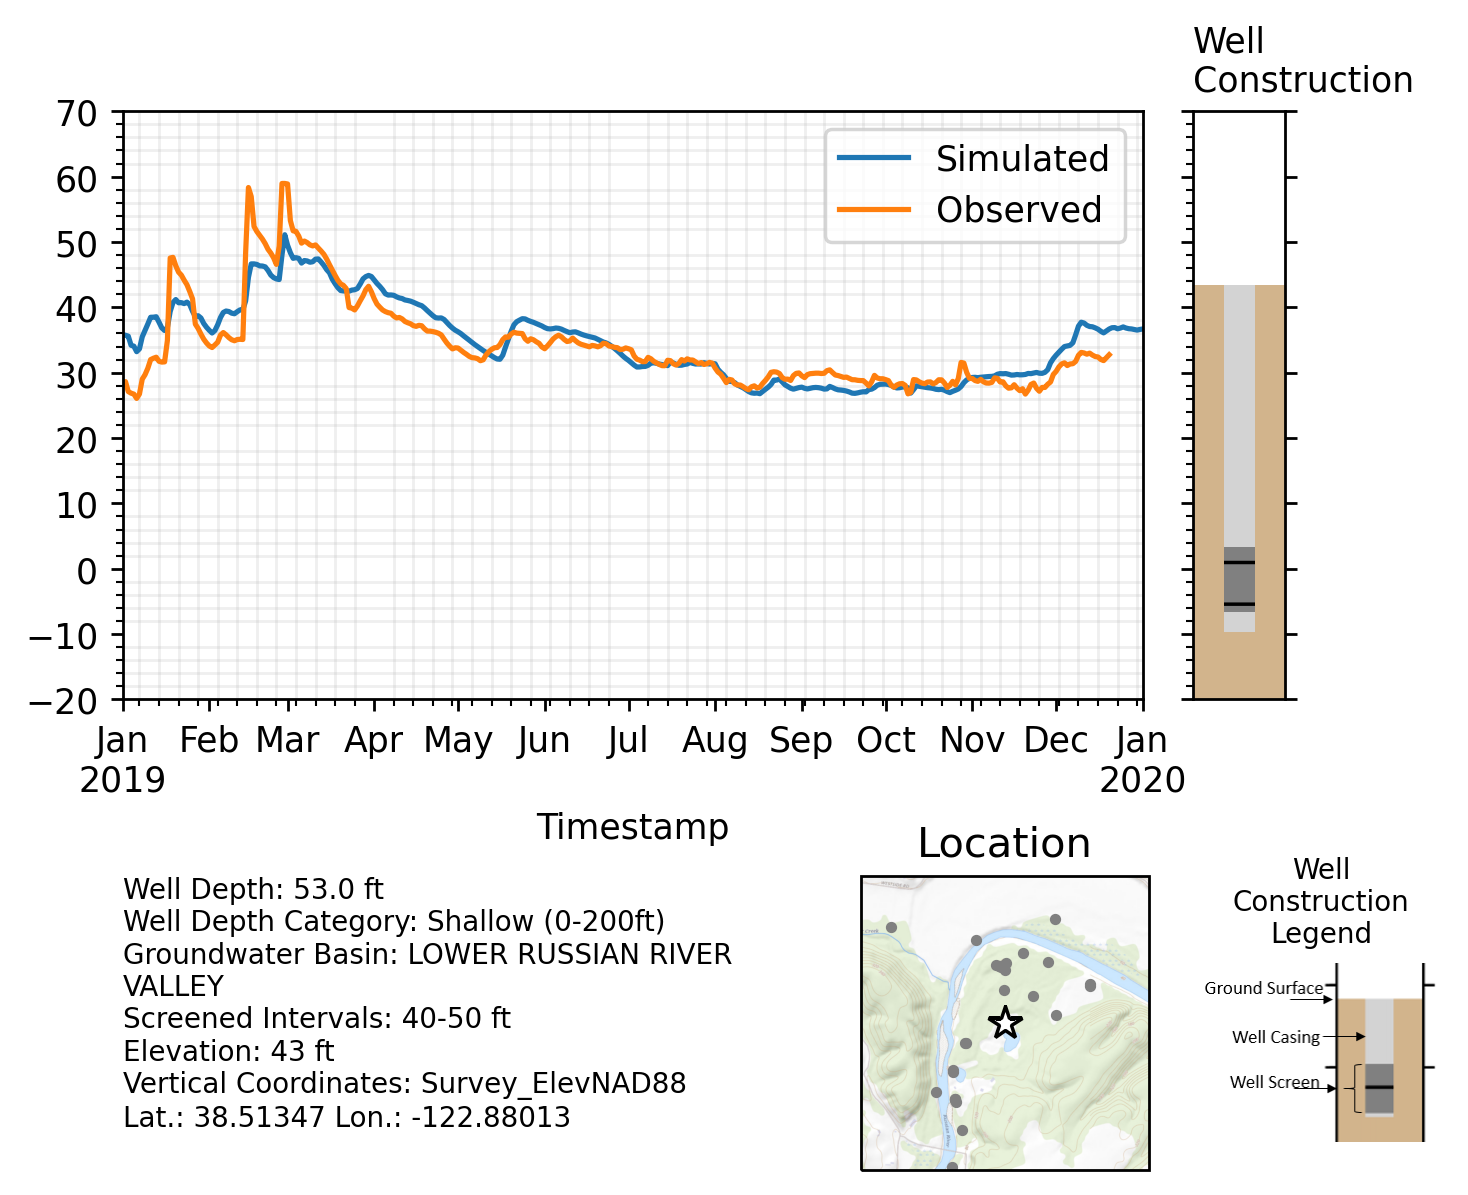 Well
Construction
70
60
50
40
30
20
10
0
−10
−20
Simulated
Observed
Jan
2019
Feb
Mar
Apr
May
Jun
Jul
Aug
Sep
Oct
Nov
Dec
Jan
2020
Timestamp
Well Depth: 53.0 ft
Well Depth Category: Shallow (0-200ft)
Groundwater Basin: LOWER RUSSIAN RIVER
VALLEY
Screened Intervals: 40-50 ft
Elevation: 43 ft
Vertical Coordinates: Survey_ElevNAD88
Lat.: 38.51347 Lon.: -122.88013
Location
Well
Construction
Legend
Ground Surface
Well Casing
Well Screen